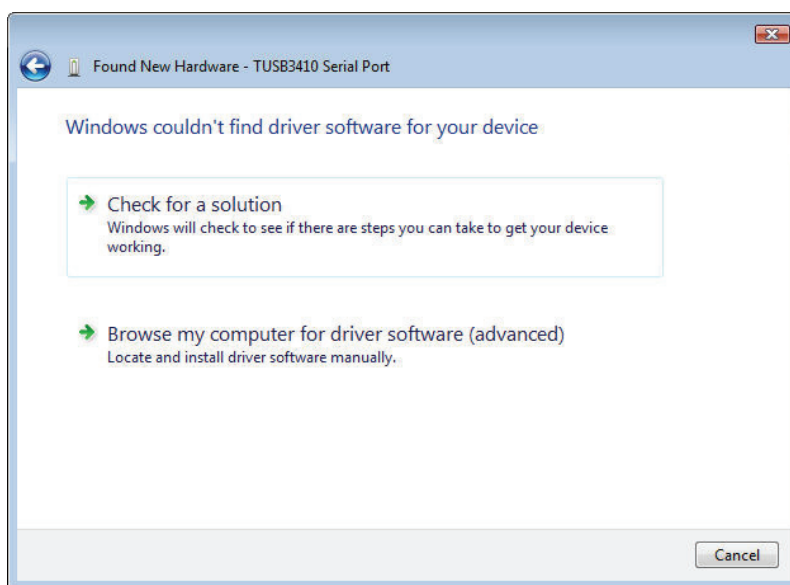 Found New Hardware - TUSB3410 Serial Port
Windows couldn't find driver software for your device
Check for a solution
Windows will check to see if there are steps you can take to get your device
working.
Browse my computer for driver software (advanced)
Locate and install driver software manually.
Cancel